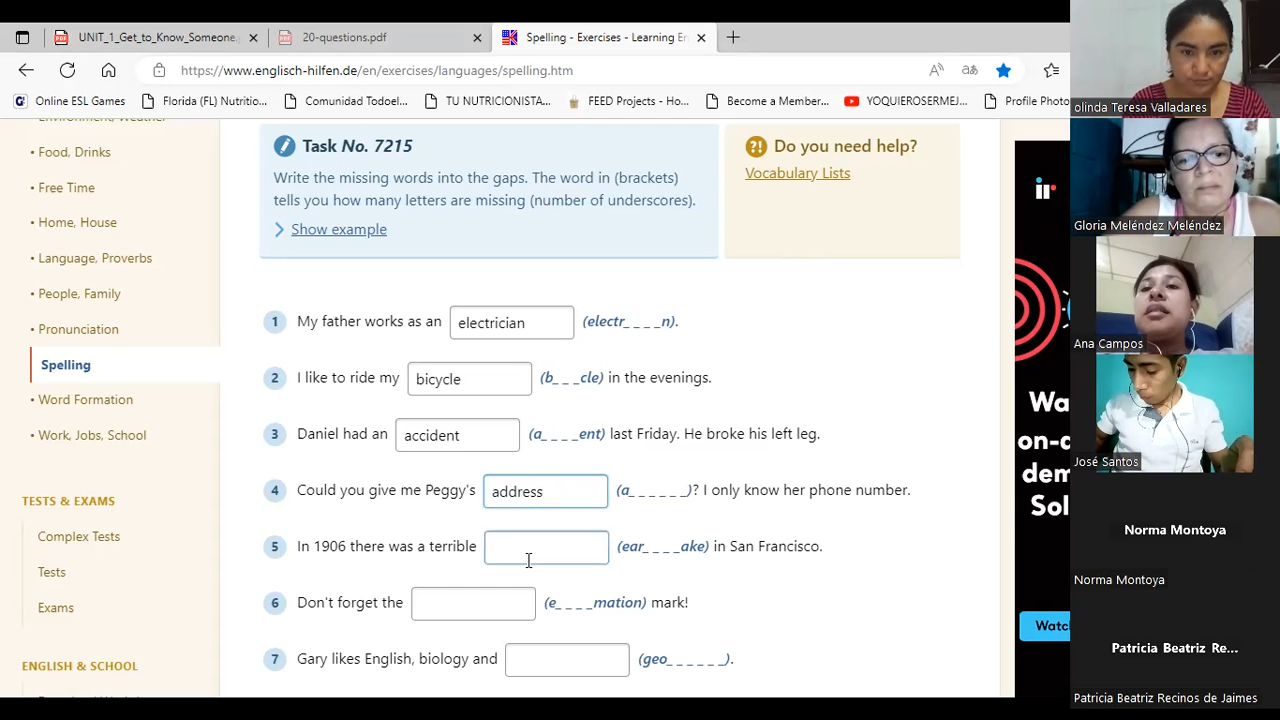 UNIT_1_Get_to_Know_Someone.
20-questions.pdf
Spelling - Exercises - Learning En
https://www.englisch-hilfen.de/en/exercises/languages/spelling.htm
Online ESL Games
Florida (FL) Nutritio...
Comunidad Todoel...
TU NUTRICIONISTA...
FEED Projects - Ho...
Become a Member...
YOQUIEROSERMEJ...
Profile Photo
Environment, Weather
• Food, Drinks
• Free Time
• Home, House
• Language, Proverbs
• People, Family
• Pronunciation
Spelling
• Word Formation
• Work, Jobs, School
TESTS & EXAMS
Complex Tests
Tests
Exams
ENGLISH & SCHOOL
Task No. 7215
Write the missing words into the gaps. The word in (brackets)
tells you how many letters are missing (number of underscores).
Show example
Do you need help?
Vocabulary Lists
1 My father works as an electrician (electr_ _ _ _n).
2 I like to ride my bicycle (b_ _ _cle) in the evenings.
3 Daniel had an accident (a_ _ _ _ent) last Friday. He broke his left leg.
4 Could you give me Peggy's address (a_ _ _ _ _ _)? I only know her phone number.
5 In 1906 there was a terrible (ear_ _ _ _ake) in San Francisco.
6 Don't forget the (e_ _ _ _mation) mark!
7 Gary likes English, biology and (geo_ _ _ _ _ _).
ir
Wa
on-d
dem
Sol
Watc
olinda Teresa Valladares
Gloria Meléndez Meléndez
Ana Campos
José Santos
Norma Montoya
Norma Montoya
Patricia Beatriz Re...
Patricia Beatriz Recinos de Jaimes